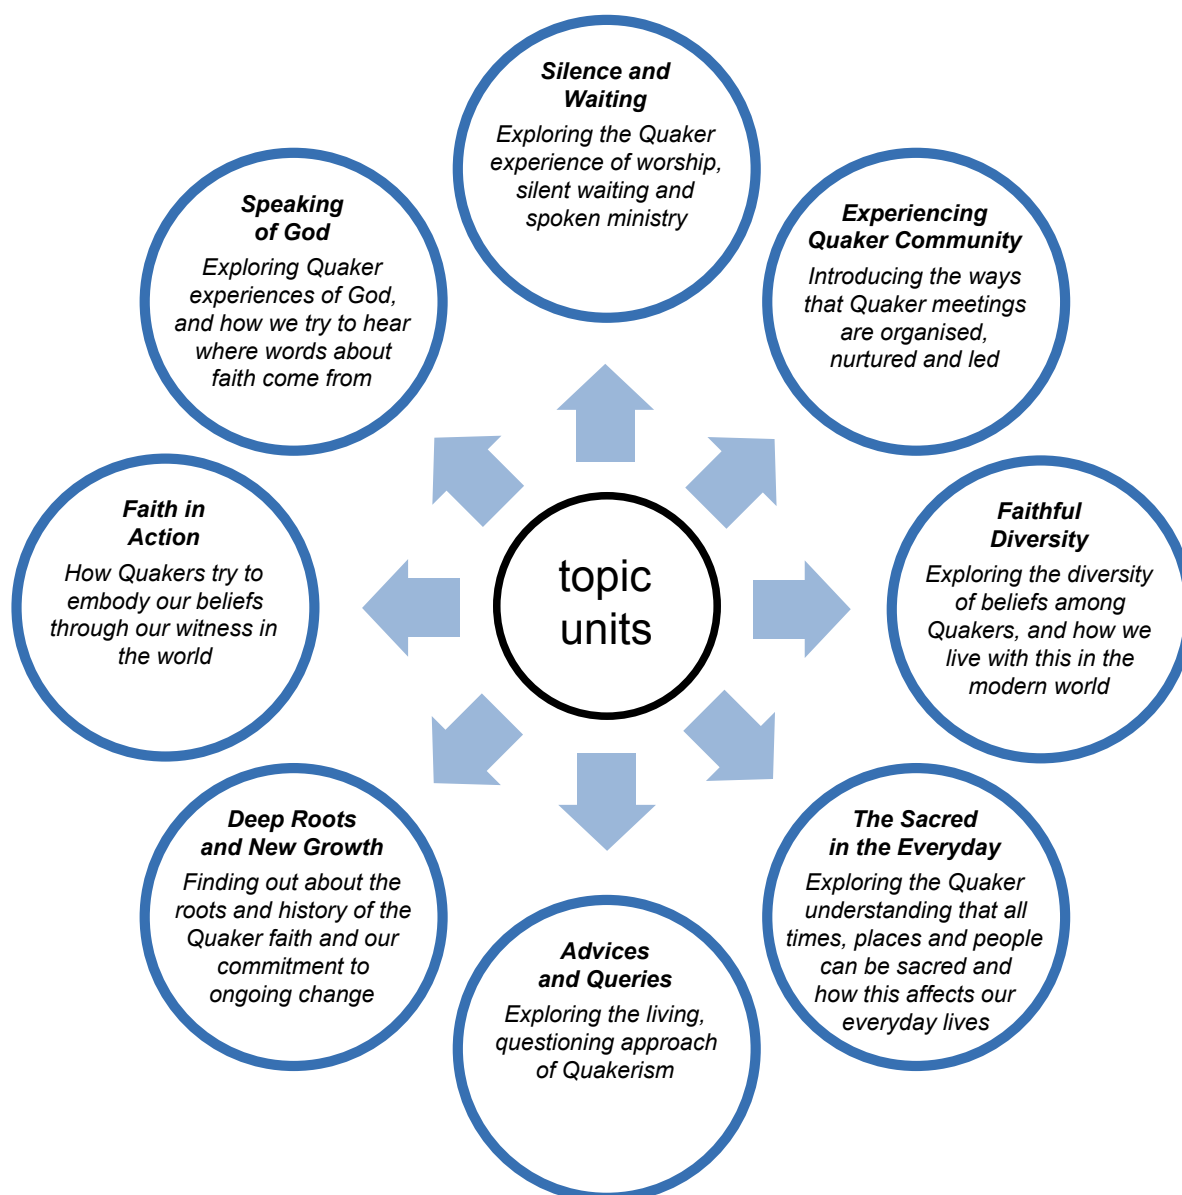 Silence and
Waiting
Exploring the Quaker
experience of worship,
silent waiting and
spoken ministry
Speaking
of God
Exploring Quaker
experiences of God,
and how we try to hear
where words about
faith come from
Experiencing
Quaker Community
Introducing the ways
that Quaker meetings
are organised,
nurtured and led
Faith in
Action
How Quakers try to
embody our beliefs
through our witness in
the world
topic
units
Faithful
Diversity
Exploring the diversity
of beliefs among
Quakers, and how we
live with this in the
modern world
Deep Roots
and New Growth
Finding out about the
roots and history of the
Quaker faith and our
commitment to
ongoing change
The Sacred
in the Everyday
Exploring the Quaker
understanding that all
times, places and people
can be sacred and
how this affects our
everyday lives
Advices
and Queries
Exploring the living,
questioning approach
of Quakerism